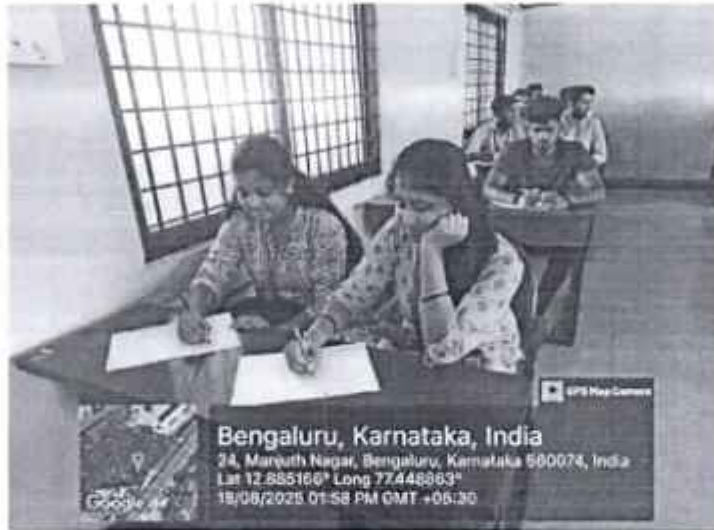 GPS Map Camera
Bengaluru, Karnataka, India
24, Manjuth Nagar, Bengaluru, Karnataka 560074, India
Lat 12.885166° Long 77.448863°
19/08/2025 01:58 PM GMT +05:30
Google